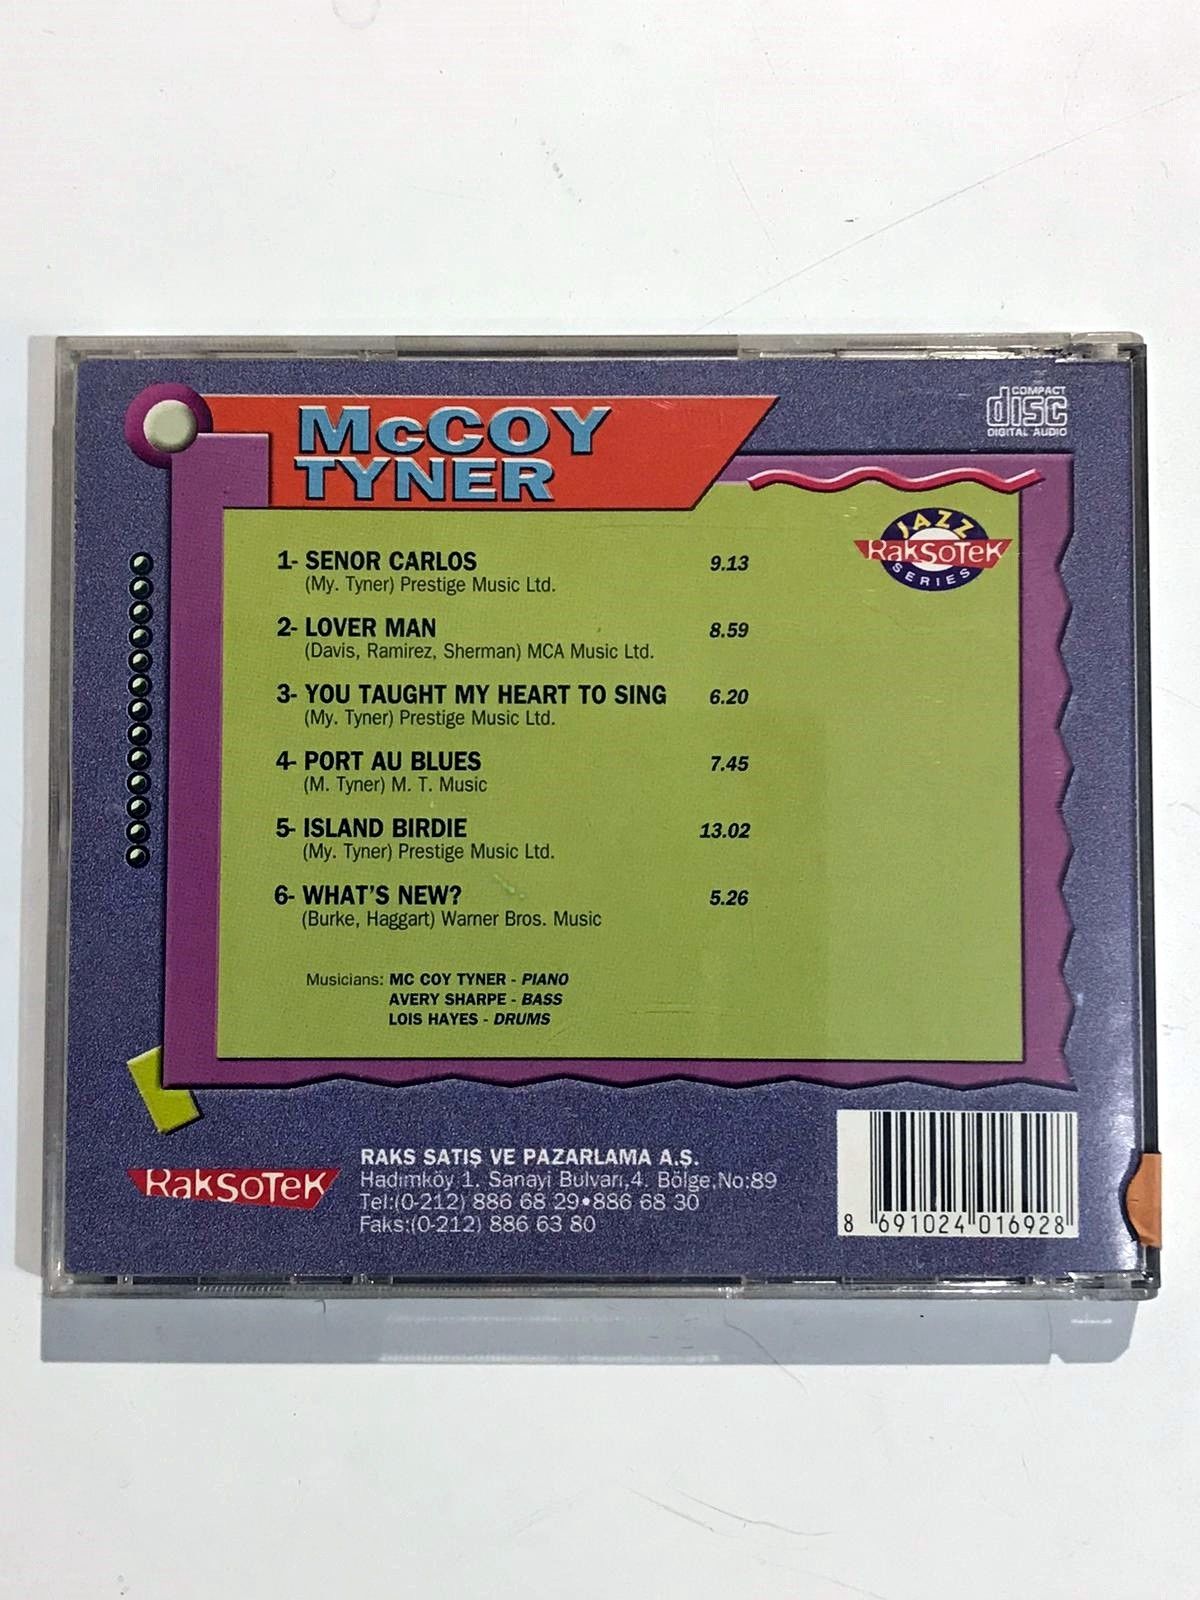 McCOY
TYNER
COMPACT
disc
DIGITAL AUDIO
JAZZ
RAKSOTEK
SERIES
1- SENOR CARLOS 9.13
(My. Tyner) Prestige Music Ltd.
2- LOVER MAN 8.59
(Davis, Ramirez, Sherman) MCA Music Ltd.
3- YOU TAUGHT MY HEART TO SING 6.20
(My. Tyner) Prestige Music Ltd.
4- PORT AU BLUES 7.45
(M. Tyner) M. T. Music
5- ISLAND BIRDIE 13.02
(My. Tyner) Prestige Music Ltd.
6- WHAT'S NEW? 5.26
(Burke, Haggart) Warner Bros. Music
Musicians: MC COY TYNER - PIANO
AVERY SHARPE - BASS
LOIS HAYES - DRUMS
RAKSOTEK
RAKS SATIŞ VE PAZARLAMA A.Ş.
Hadımköy 1. Sanayi Bulvarı,4. Bölge,No:89
Tel:(0-212) 886 68 29•886 68 30
Faks:(0-212) 886 63 80
8 691024 016928